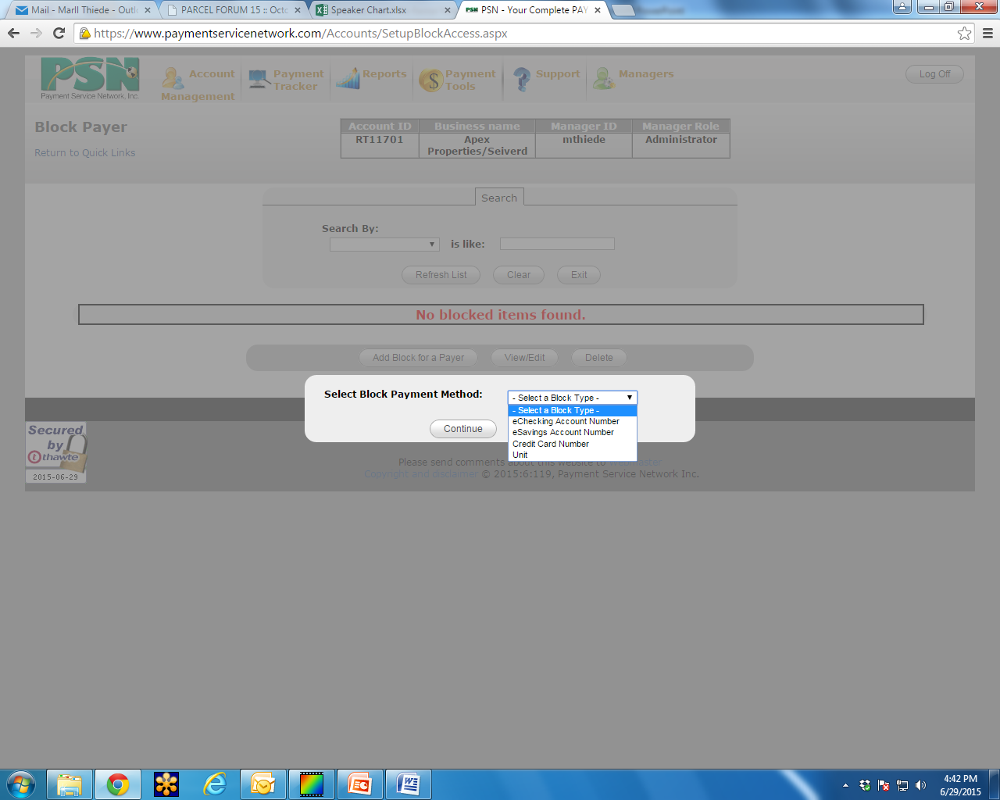 Mail - Marll Thiede - Outl
PARCEL FORUM 15 :: Octo
Speaker Chart.xlsx
PSN - Your Complete PAY
https://www.paymentservicenetwork.com/Accounts/SetupBlockAccess.aspx
PSN
Payment Service Network, Inc.
Account Management
Payment Tracker
Reports
Payment Tools
Support
Managers
Log Off
Block Payer
Return to Quick Links
Account ID Business name Manager ID Manager Role
RT11701 Apex Properties/Seiverd mthiede Administrator
Search
Search By:
is like:
Refresh List Clear Exit
No blocked items found.
Add Block for a Payer View/Edit Delete
Select Block Payment Method:
- Select a Block Type -
- Select a Block Type -
eChecking Account Number
eSavings Account Number
Credit Card Number
Unit
Continue
Secured
by
thawte
2015-06-29
Please send comments about this website to Webmaster
Copyright and disclaimer © 2015:6:119, Payment Service Network Inc.
4:42 PM
6/29/2015